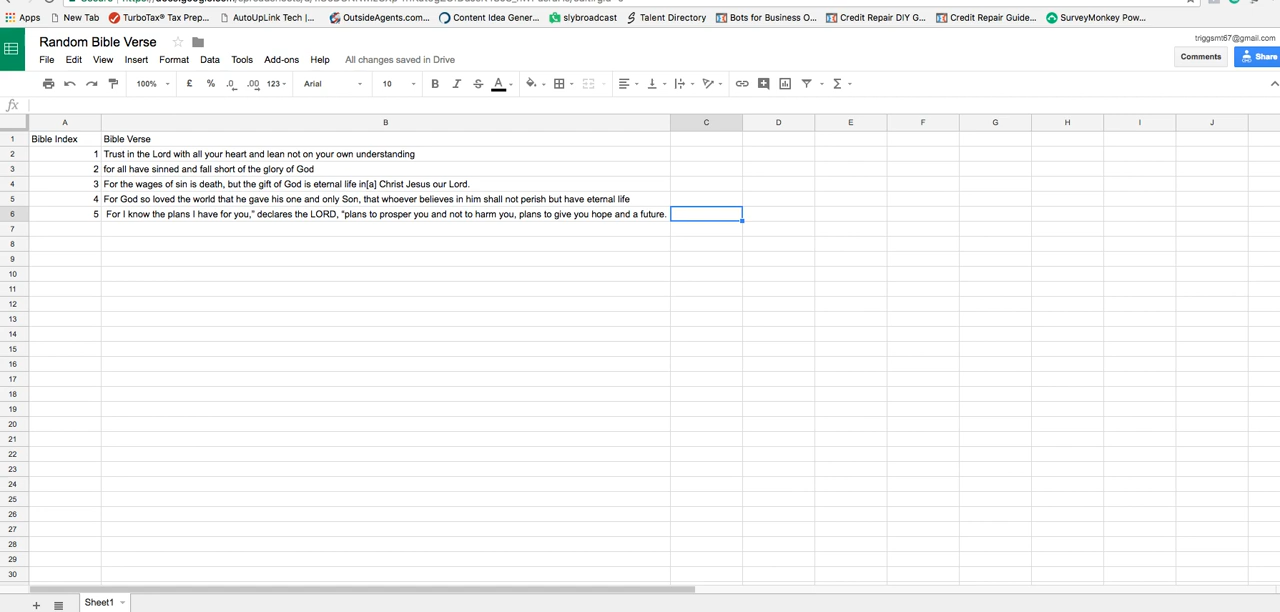 Apps New Tab TurboTax® Tax Prep... AutoUpLink Tech |... OutsideAgents.com... Content Idea Gener... slybroadcast Talent Directory Bots for Business O... Credit Repair DIY G... Credit Repair Guide... SurveyMonkey Pow...
triggsmt67@gmail.com
Random Bible Verse
File Edit View Insert Format Data Tools Add-ons Help All changes saved in Drive
Comments Share
100% £ % .0 .00 123 Arial 10 B I S A Σ
fx
A B C D E F G H I J
1 Bible Index Bible Verse
2 1 Trust in the Lord with all your heart and lean not on your own understanding
3 2 for all have sinned and fall short of the glory of God
4 3 For the wages of sin is death, but the gift of God is eternal life in[a] Christ Jesus our Lord.
5 4 For God so loved the world that he gave his one and only Son, that whoever believes in him shall not perish but have eternal life
6 5 For I know the plans I have for you," declares the LORD, "plans to prosper you and not to harm you, plans to give you hope and a future.
7
8
9
10
11
12
13
14
15
16
17
18
19
20
21
22
23
24
25
26
27
28
29
30
Sheet1